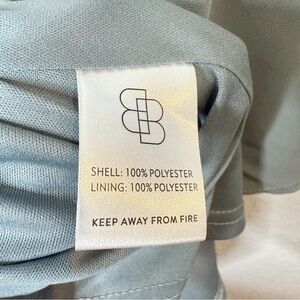 SHELL: 100% POLYESTER
LINING: 100% POLYESTER
KEEP AWAY FROM FIRE